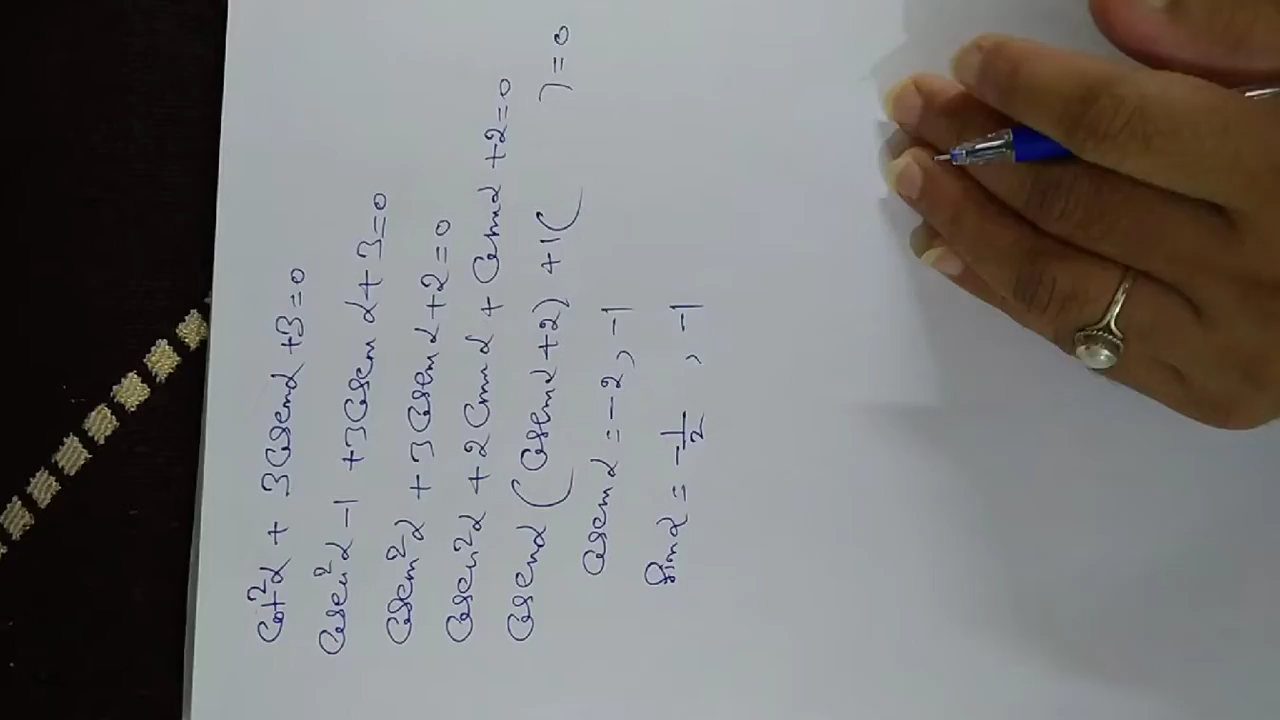 Cot²α + 3Cosecα +3=0
Cosec²α -1 +3Cosecα+3=0
Cosec²α +3Cosecα+2=0
Cosec²α +2Cosecα + Cosecα +2=0
Cosecα(Cosecα+2) +1( )=0
Cosecα = -2, -1
Sinα = -1/2 , -1